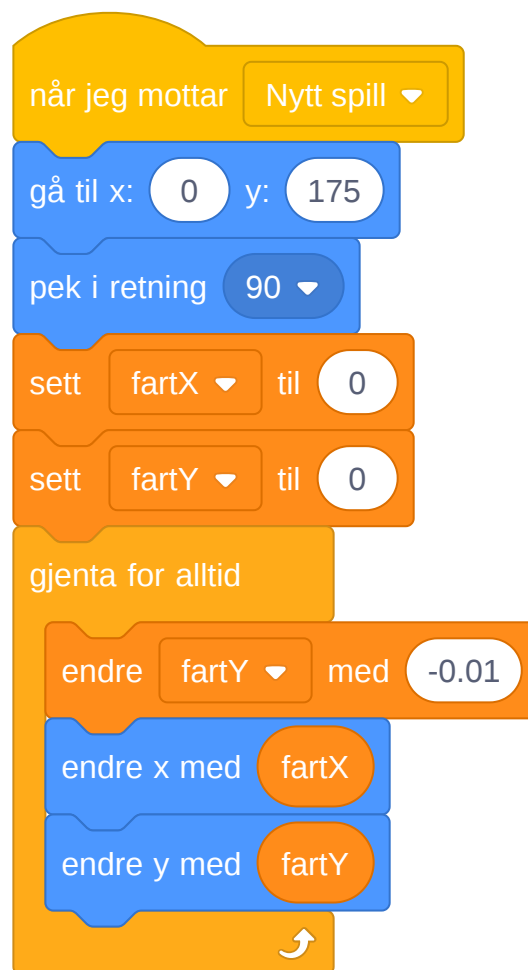 når jeg mottar Nytt spill
gå til x: 0 y: 175
pek i retning 90
sett fartX til 0
sett fartY til 0
gjenta for alltid
endre fartY med -0.01
endre x med fartX
endre y med fartY